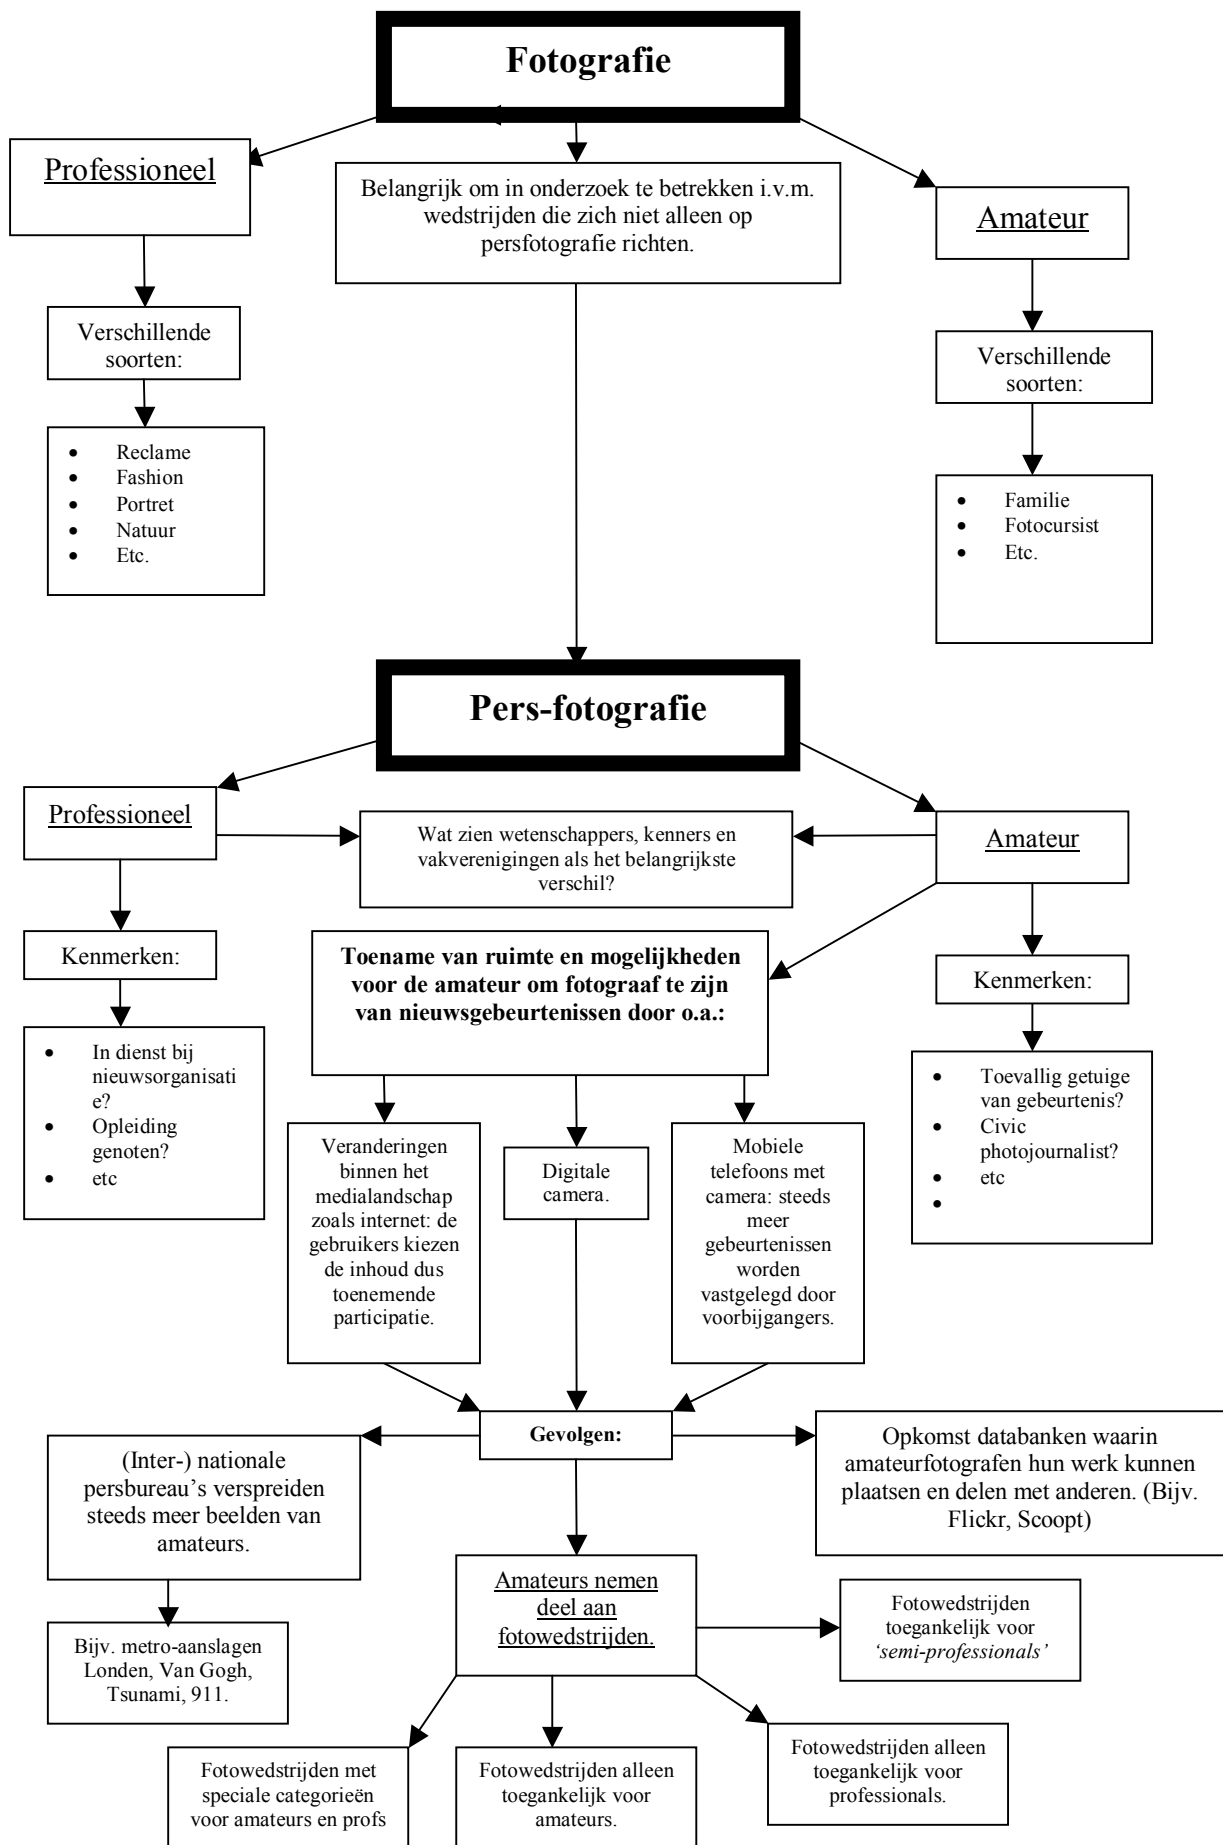 Fotografie
Professioneel
Belangrijk om in onderzoek te betrekken i.v.m.
wedstrijden die zich niet alleen op
persfotografie richten.
Amateur
Verschillende
soorten:
Verschillende
soorten:
• Reclame
• Fashion
• Portret
• Natuur
• Etc.
• Familie
• Fotocursist
• Etc.
Pers-fotografie
Professioneel
Wat zien wetenschappers, kenners en
vakverenigingen als het belangrijkste
verschil?
Amateur
Kenmerken:
Toename van ruimte en mogelijkheden
voor de amateur om fotograaf te zijn
van nieuwsgebeurtenissen door o.a.:
Kenmerken:
• In dienst bij
nieuwsorganisati
e?
• Opleiding
genoten?
• etc
• Toevallig getuige
van gebeurtenis?
• Civic
photojournalist?
• etc
•
Veranderingen
binnen het
medialandschap
zoals internet: de
gebruikers kiezen
de inhoud dus
toenemende
participatie.
Digitale
camera.
Mobiele
telefoons met
camera: steeds
meer
gebeurtenissen
worden
vastgelegd door
voorbijgangers.
Gevolgen:
(Inter-) nationale
persbureau’s verspreiden
steeds meer beelden van
amateurs.
Opkomst databanken waarin
amateurfotografen hun werk kunnen
plaatsen en delen met anderen. (Bijv.
Flickr, Scoopt)
Amateurs nemen
deel aan
fotowedstrijden.
Fotowedstrijden
toegankelijk voor
‘semi-professionals’
Bijv. metro-aanslagen
Londen, Van Gogh,
Tsunami, 911.
Fotowedstrijden met
speciale categorieën
voor amateurs en profs
Fotowedstrijden alleen
toegankelijk voor
amateurs.
Fotowedstrijden alleen
toegankelijk voor
professionals.